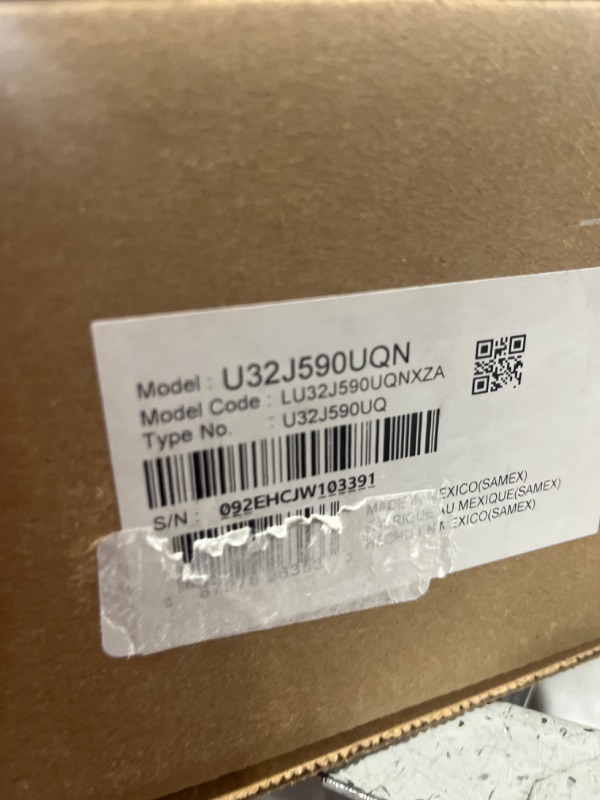 Model : U32J590UQN
Model Code : LU32J590UQNXZA
Type No. : U32J590UQ
S/N : 092EHCJW103391
MADE IN MEXICO(SAMEX)
FABRIQUE AU MEXIQUE(SAMEX)
HECHO EN MEXICO(SAMEX)